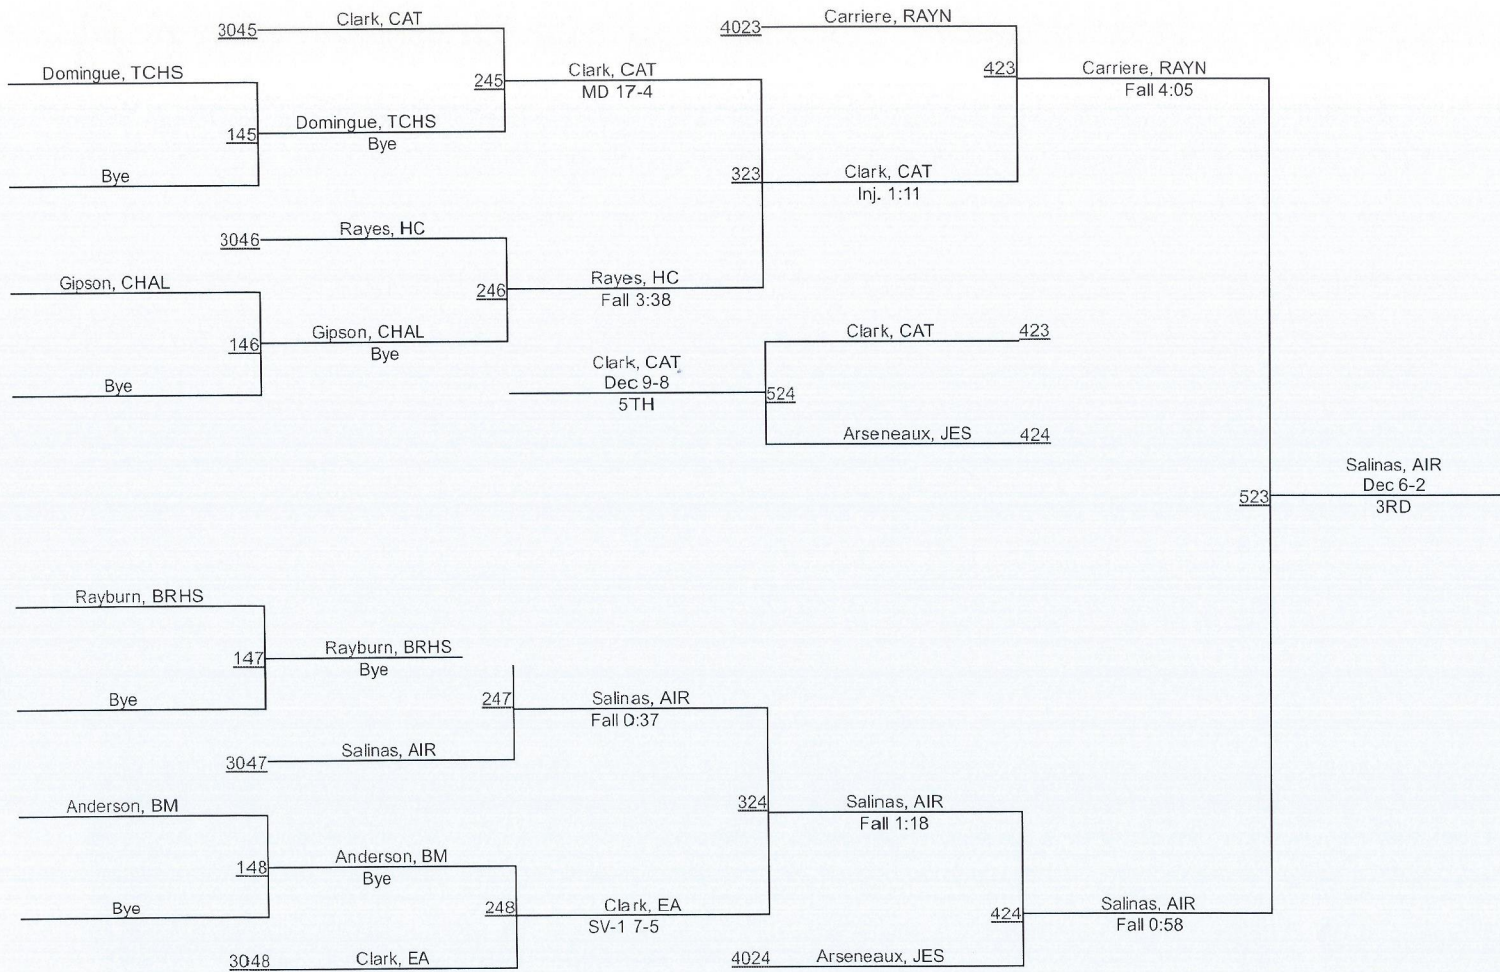 Clark, CAT
3045
Carriere, RAYN
4023
Domingue, TCHS
Clark, CAT
245
MD 17-4
423
Carriere, RAYN
Fall 4:05
Domingue, TCHS
145
Bye
Bye
323
Clark, CAT
Inj. 1:11
Rayes, HC
3046
Gipson, CHAL
246
Rayes, HC
Fall 3:38
Gipson, CHAL
146
Bye
Bye
Clark, CAT
423
Clark, CAT
Dec 9-8
5TH
524
Arseneaux, JES
424
Salinas, AIR
Dec 6-2
3RD
523
Rayburn, BRHS
Rayburn, BRHS
147
Bye
Bye
247
Salinas, AIR
Fall 0:37
Salinas, AIR
3047
Anderson, BM
324
Salinas, AIR
Fall 1:18
Anderson, BM
148
Bye
Bye
248
Clark, EA
SV-1 7-5
424
Salinas, AIR
Fall 0:58
3048
Clark, EA
4024
Arseneaux, JES